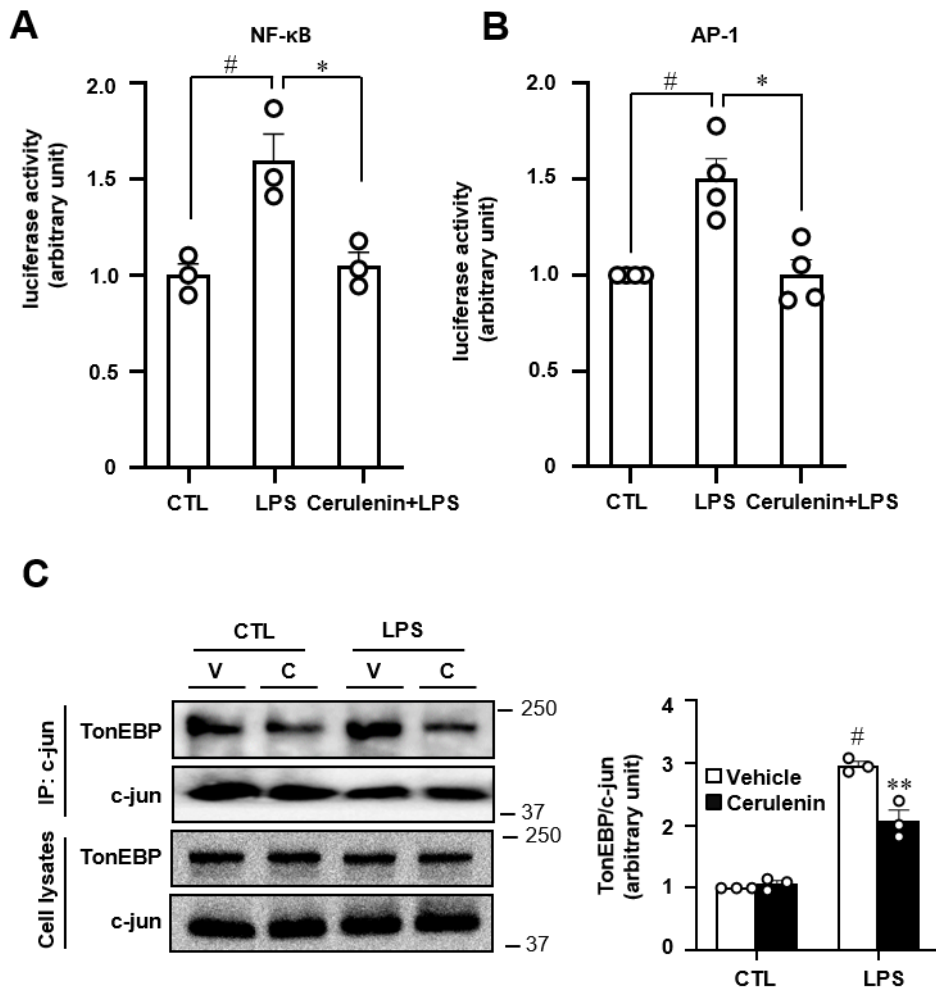 A
NF-κB
# *
luciferase activity
(arbitrary unit)
2.0
1.5
1.0
0.5
0
CTL LPS Cerulenin+LPS
B
AP-1
# *
luciferase activity
(arbitrary unit)
2.0
1.5
1.0
0.5
0
CTL LPS Cerulenin+LPS
C
CTL LPS
V C V C
IP: c-jun
TonEBP 250
c-jun 37
Cell lysates
TonEBP 250
c-jun 37
TonEBP/c-jun
(arbitrary unit)
4
3
2
1
0
Vehicle
Cerulenin
#
**
CTL LPS